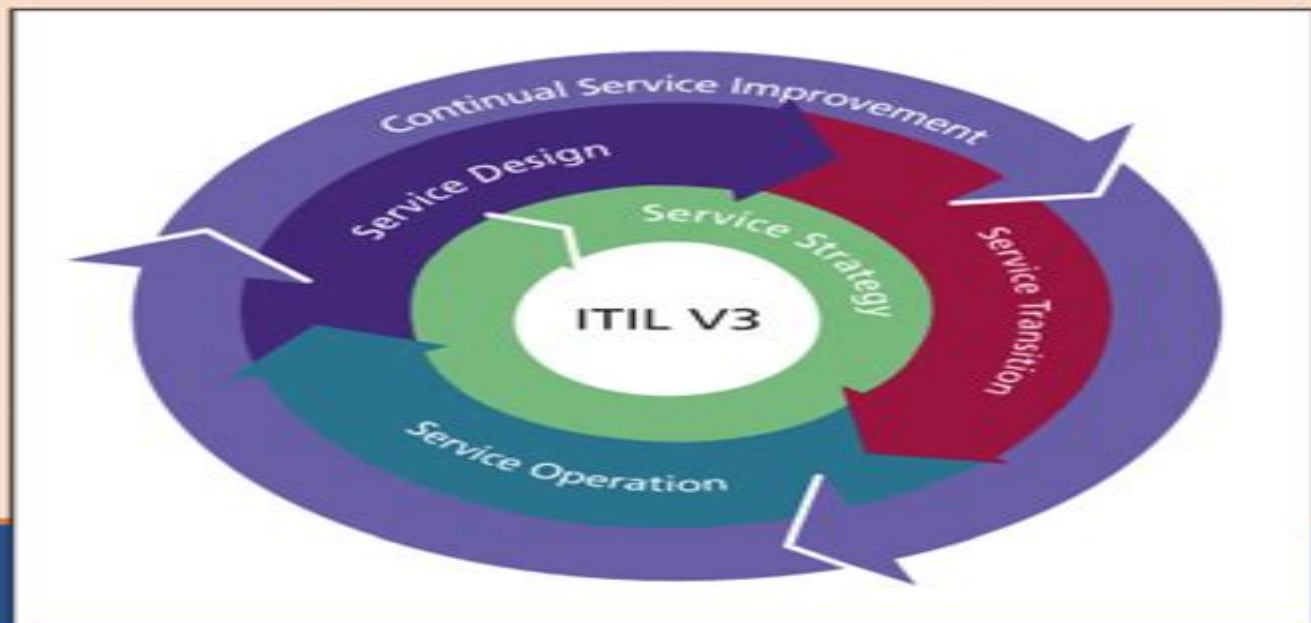 Continual Service Improvement
Service Design
Service Strategy
Service Transition
ITIL V3
Service Operation